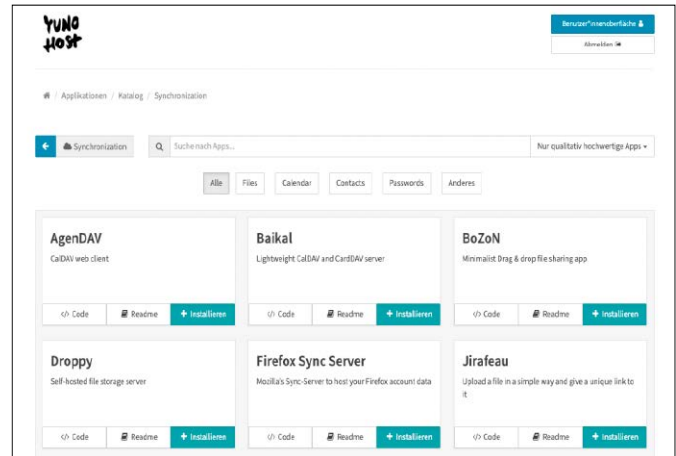 YUNO
HOST
Benutzer*innenoberfläche
Abmelden
/ Applikationen / Katalog / Synchronization
Synchronization
Suche nach Apps...
Nur qualitativ hochwertige Apps
Alle Files Calendar Contacts Passwords Anderes
AgenDAV Baikal BoZoN
CalDAV web client Lightweight CalDAV and CardDAV server Minimalist Drag & drop file sharing app
</> Code Readme + Installieren </> Code Readme + Installieren </> Code Readme + Installieren
Droppy Firefox Sync Server Jirafeau
Self-hosted file storage server Mozilla's Sync-Server to host your Firefox account data Upload a file in a simple way and give a unique link to
it
</> Code Readme + Installieren </> Code Readme + Installieren </> Code Readme + Installieren